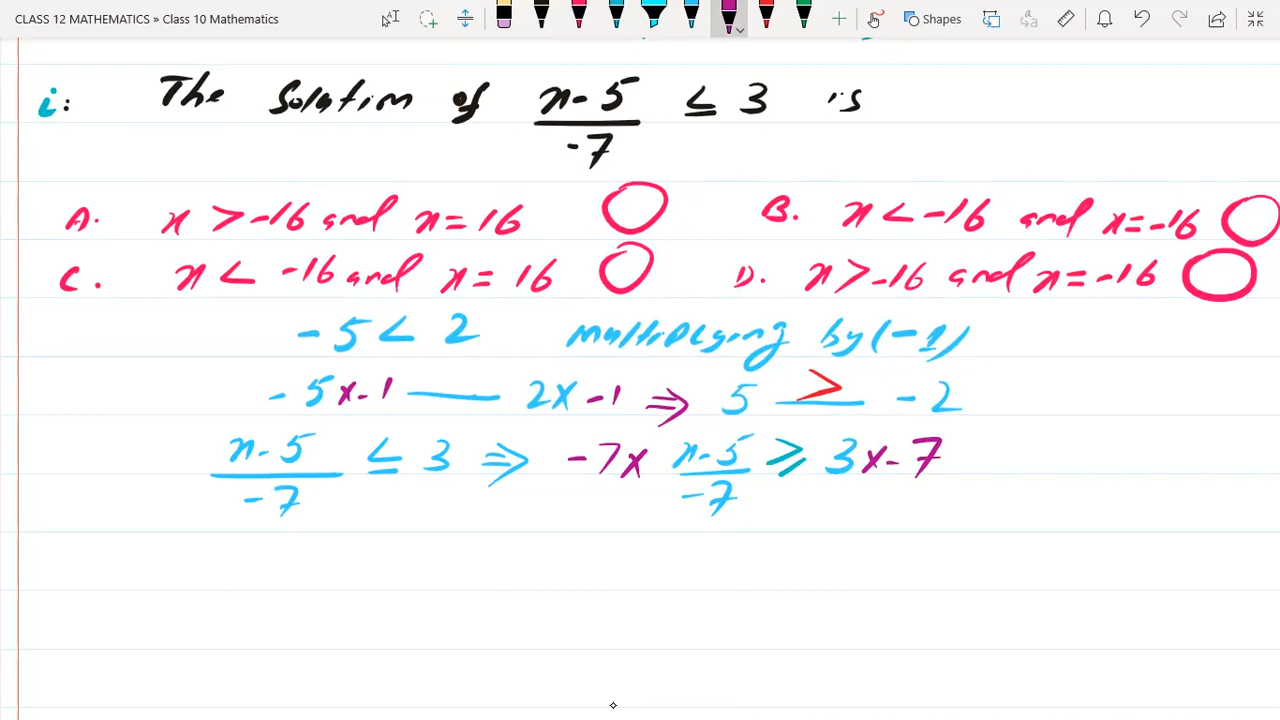 CLASS 12 MATHEMATICS » Class 10 Mathematics
Shapes
i: The Solution of (x-5)/(-7) ≤ 3 is
A. x > -16 and x = 16 B. x < -16 and x = -16
C. x < -16 and x = 16 D. x > -16 and x = -16
-5 < 2 multiplying by (-1)
-5 x -1 —— 2 x -1 ⇒ 5 > -2
(x-5)/(-7) ≤ 3 ⇒ -7 x (x-5)/(-7) ≥ 3 x -7